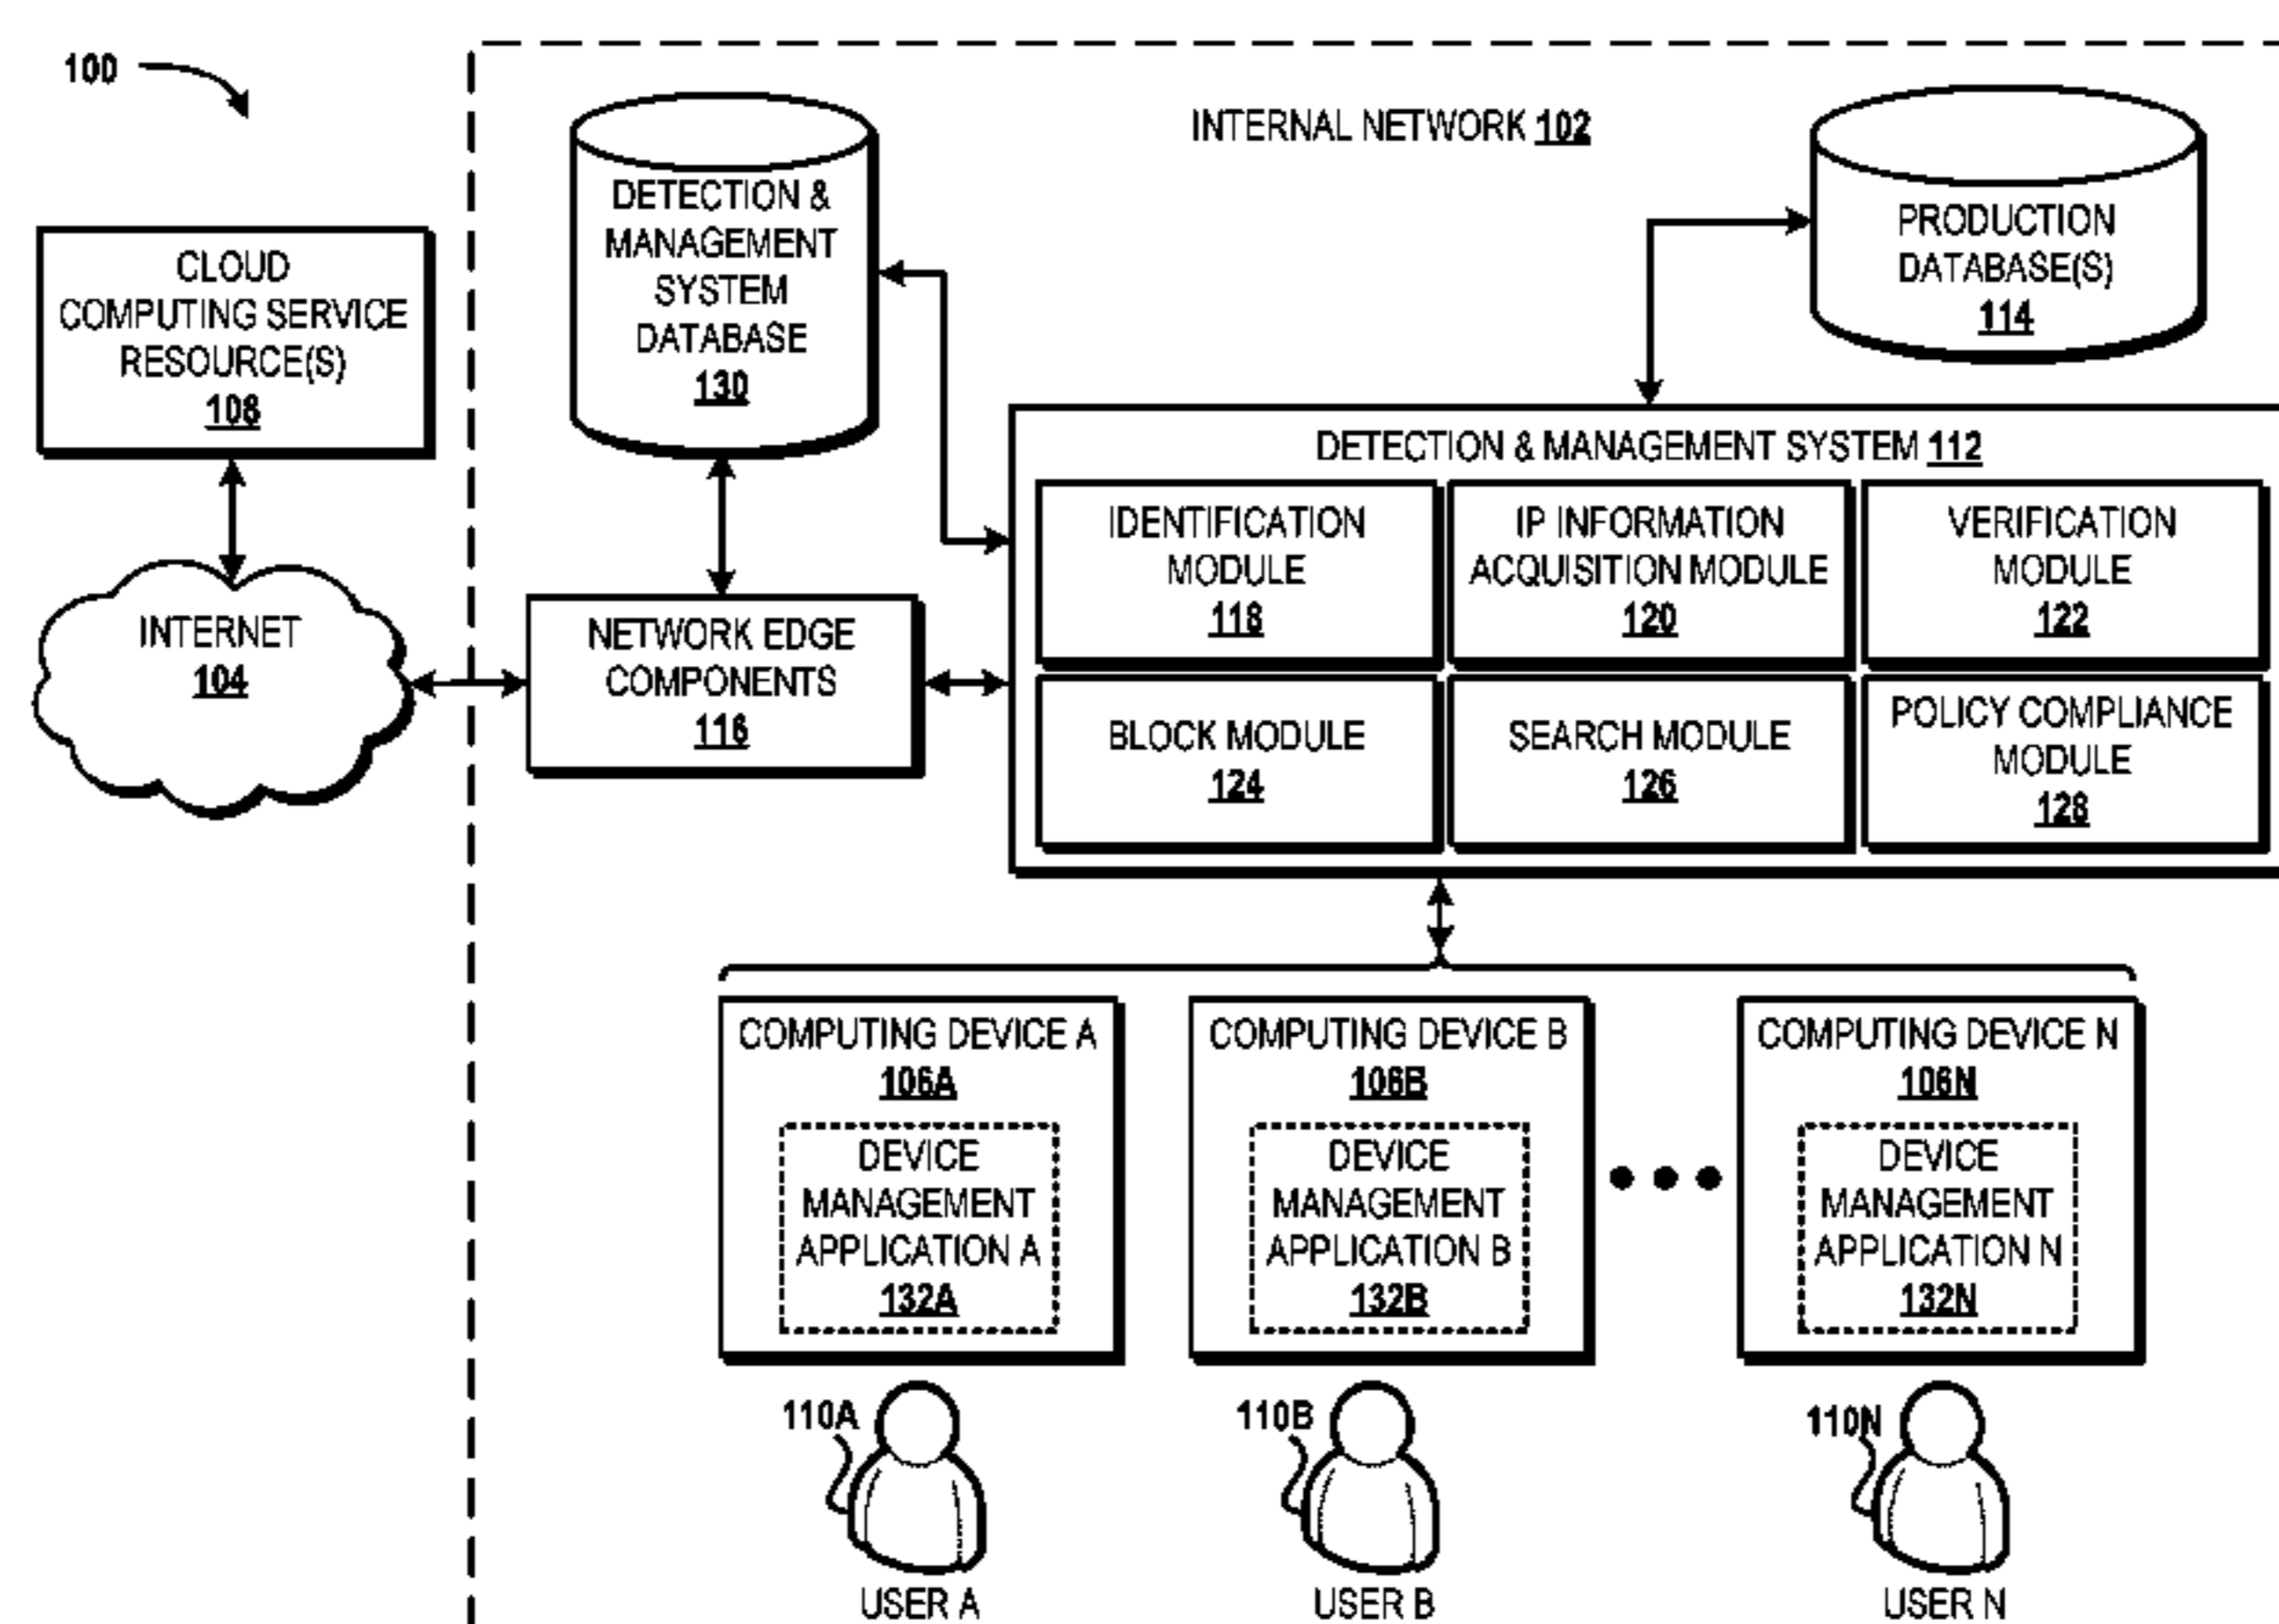 100
INTERNAL NETWORK 102
CLOUD
COMPUTING SERVICE
RESOURCE(S)
108
INTERNET
104
DETECTION &
MANAGEMENT
SYSTEM
DATABASE
130
NETWORK EDGE
COMPONENTS
116
PRODUCTION
DATABASE(S)
114
DETECTION & MANAGEMENT SYSTEM 112
IDENTIFICATION
MODULE
118
IP INFORMATION
ACQUISITION MODULE
120
VERIFICATION
MODULE
122
BLOCK MODULE
124
SEARCH MODULE
126
POLICY COMPLIANCE
MODULE
128
COMPUTING DEVICE A
106A
DEVICE
MANAGEMENT
APPLICATION A
132A
COMPUTING DEVICE B
106B
DEVICE
MANAGEMENT
APPLICATION B
132B
COMPUTING DEVICE N
106N
DEVICE
MANAGEMENT
APPLICATION N
132N
110A
USER A
110B
USER B
110N
USER N